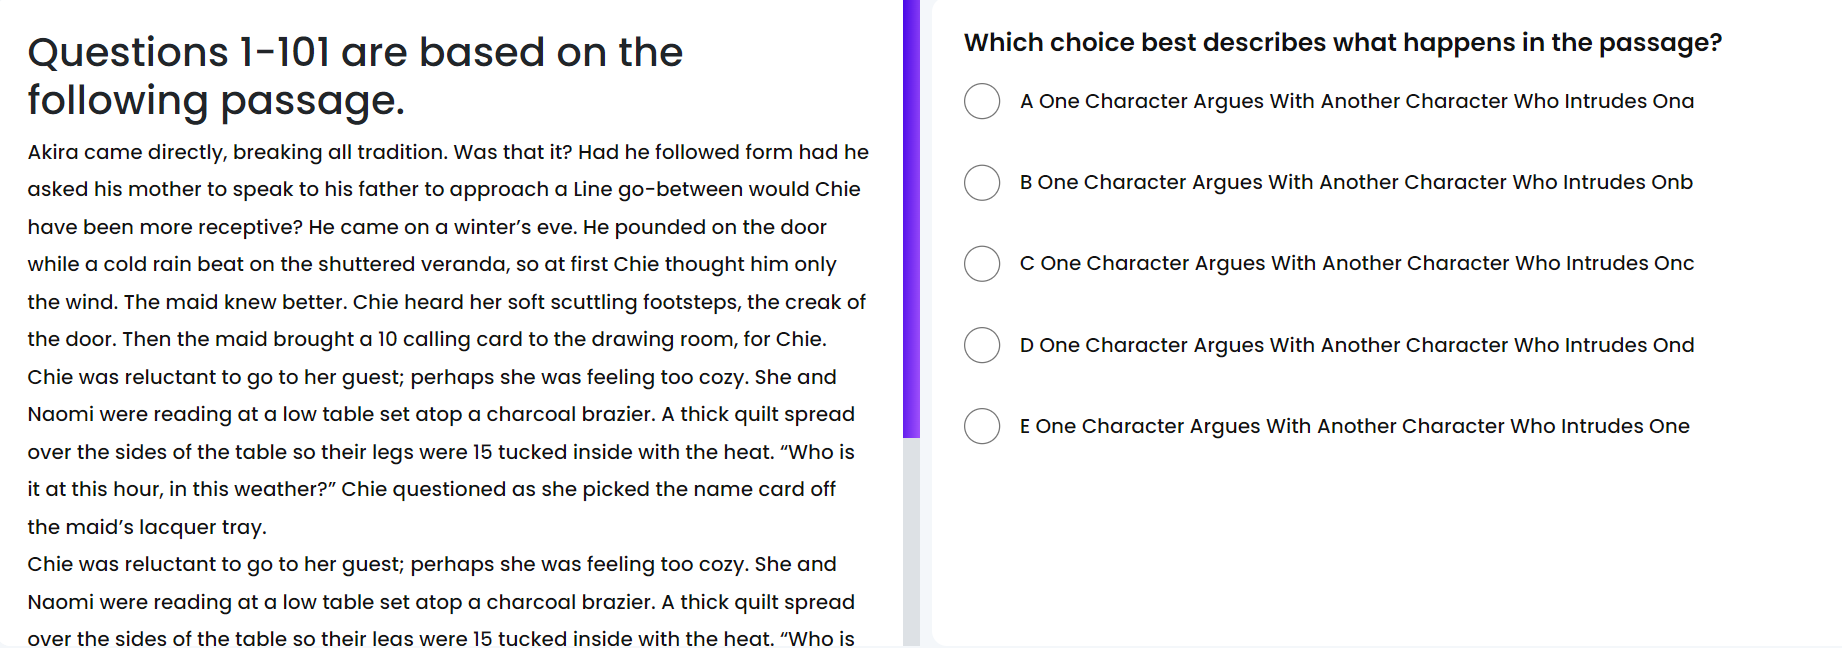 Questions 1-101 are based on the
following passage.
Akira came directly, breaking all tradition. Was that it? Had he followed form had he
asked his mother to speak to his father to approach a Line go-between would Chie
have been more receptive? He came on a winter’s eve. He pounded on the door
while a cold rain beat on the shuttered veranda, so at first Chie thought him only
the wind. The maid knew better. Chie heard her soft scuttling footsteps, the creak of
the door. Then the maid brought a 10 calling card to the drawing room, for Chie.
Chie was reluctant to go to her guest; perhaps she was feeling too cozy. She and
Naomi were reading at a low table set atop a charcoal brazier. A thick quilt spread
over the sides of the table so their legs were 15 tucked inside with the heat. “Who is
it at this hour, in this weather?” Chie questioned as she picked the name card off
the maid’s lacquer tray.
Chie was reluctant to go to her guest; perhaps she was feeling too cozy. She and
Naomi were reading at a low table set atop a charcoal brazier. A thick quilt spread
over the sides of the table so their legs were 15 tucked inside with the heat. “Who is
Which choice best describes what happens in the passage?
A One Character Argues With Another Character Who Intrudes Ona
B One Character Argues With Another Character Who Intrudes Onb
C One Character Argues With Another Character Who Intrudes Onc
D One Character Argues With Another Character Who Intrudes Ond
E One Character Argues With Another Character Who Intrudes One